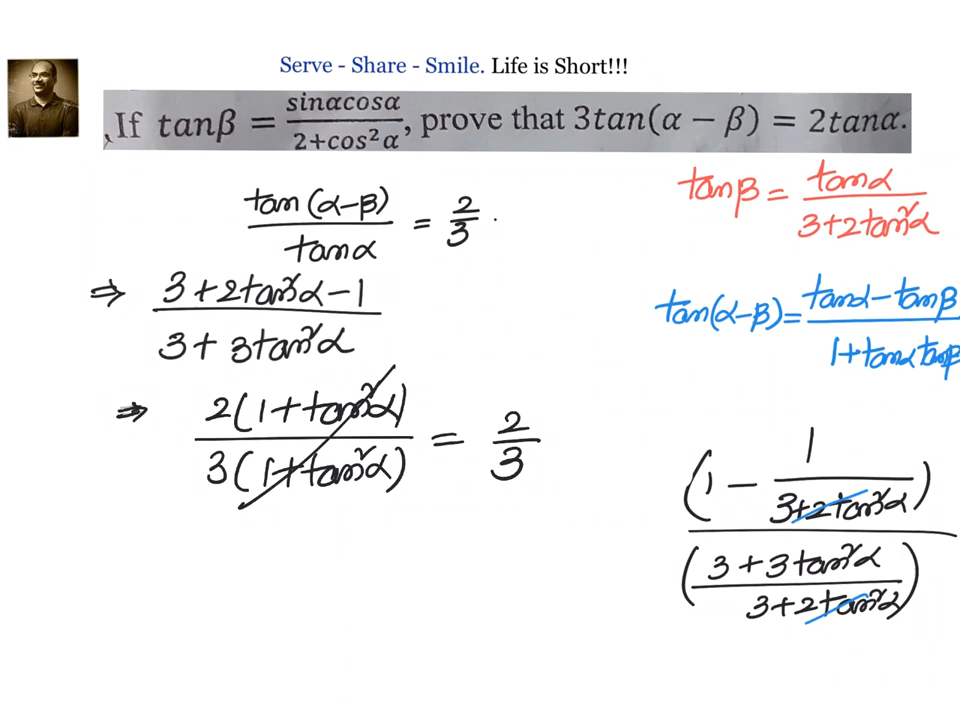 Serve - Share - Smile. Life is Short!!!
If tanβ = sinαcosα / 2+cos²α, prove that 3tan(α − β) = 2tanα.
tan(α-β) / tanα = 2/3
⇒ 3+2tan²α-1 / 3+3tan²α
⇒ 2(1+tan²α) / 3(1+tan²α) = 2/3
tanβ = tanα / 3+2tan²α
tan(α-β) = tanα-tanβ / 1+tanα tanβ
(1 - 1 / 3+2tan²α) / (3+3tan²α / 3+2tan²α)